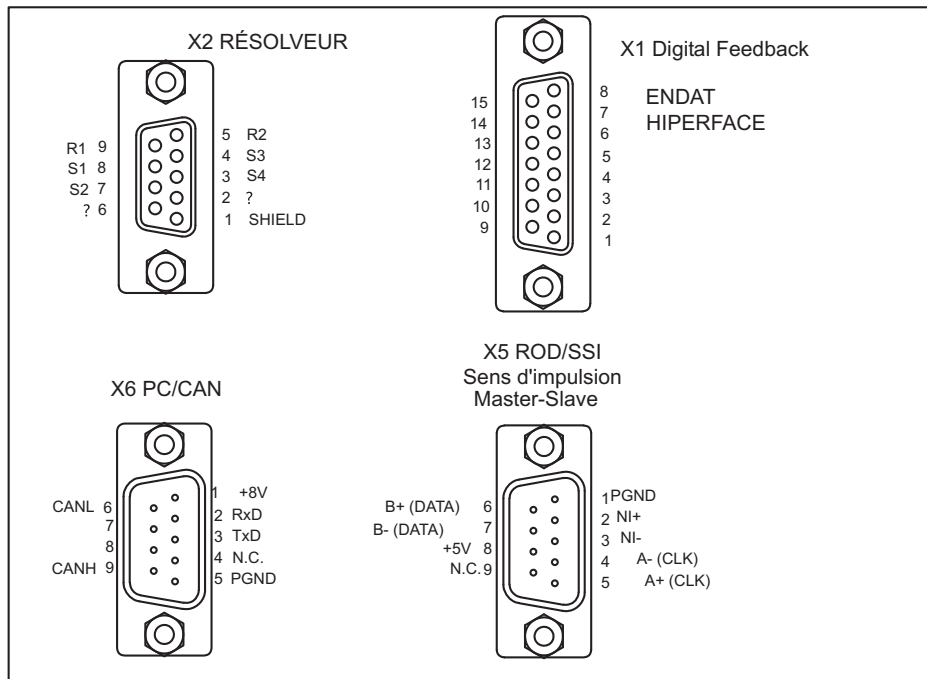 X2 RÉSOLVEUR
R1 9
S1 8
S2 7
? 6
5 R2
4 S3
3 S4
2 ?
1 SHIELD
X1 Digital Feedback
ENDAT
HIPERFACE
15
14
13
12
11
10
9
8
7
6
5
4
3
2
1
X6 PC/CAN
CANL 6
7
8
CANH 9
1 +8V
2 RxD
3 TxD
4 N.C.
5 PGND
X5 ROD/SSI
Sens d'impulsion
Master-Slave
B+ (DATA) 6
B- (DATA) 7
+5V 8
N.C. 9
1 PGND
2 NI+
3 NI-
4 A- (CLK)
5 A+ (CLK)